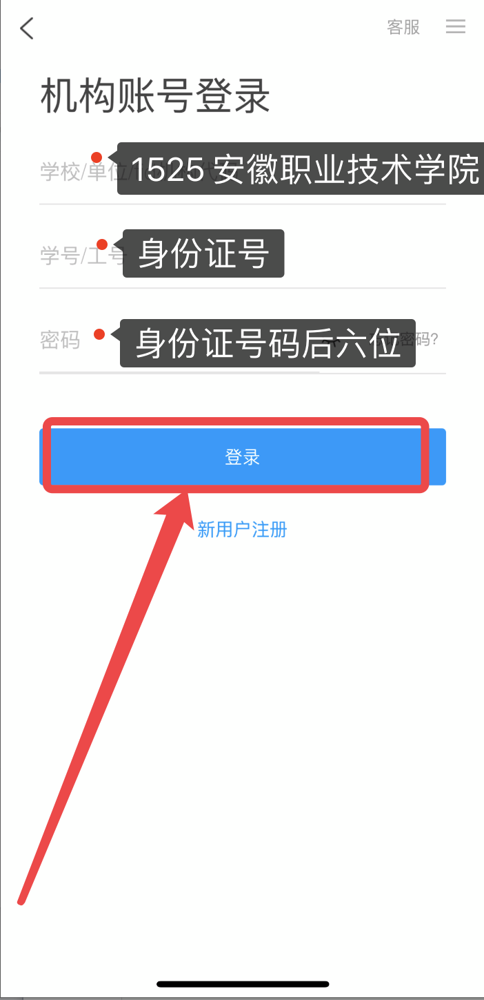 客服
机构账号登录
学校/单位/
1525 安徽职业技术学院
学号/工号
身份证号
密码
身份证号码后六位
密码?
登录
新用户注册